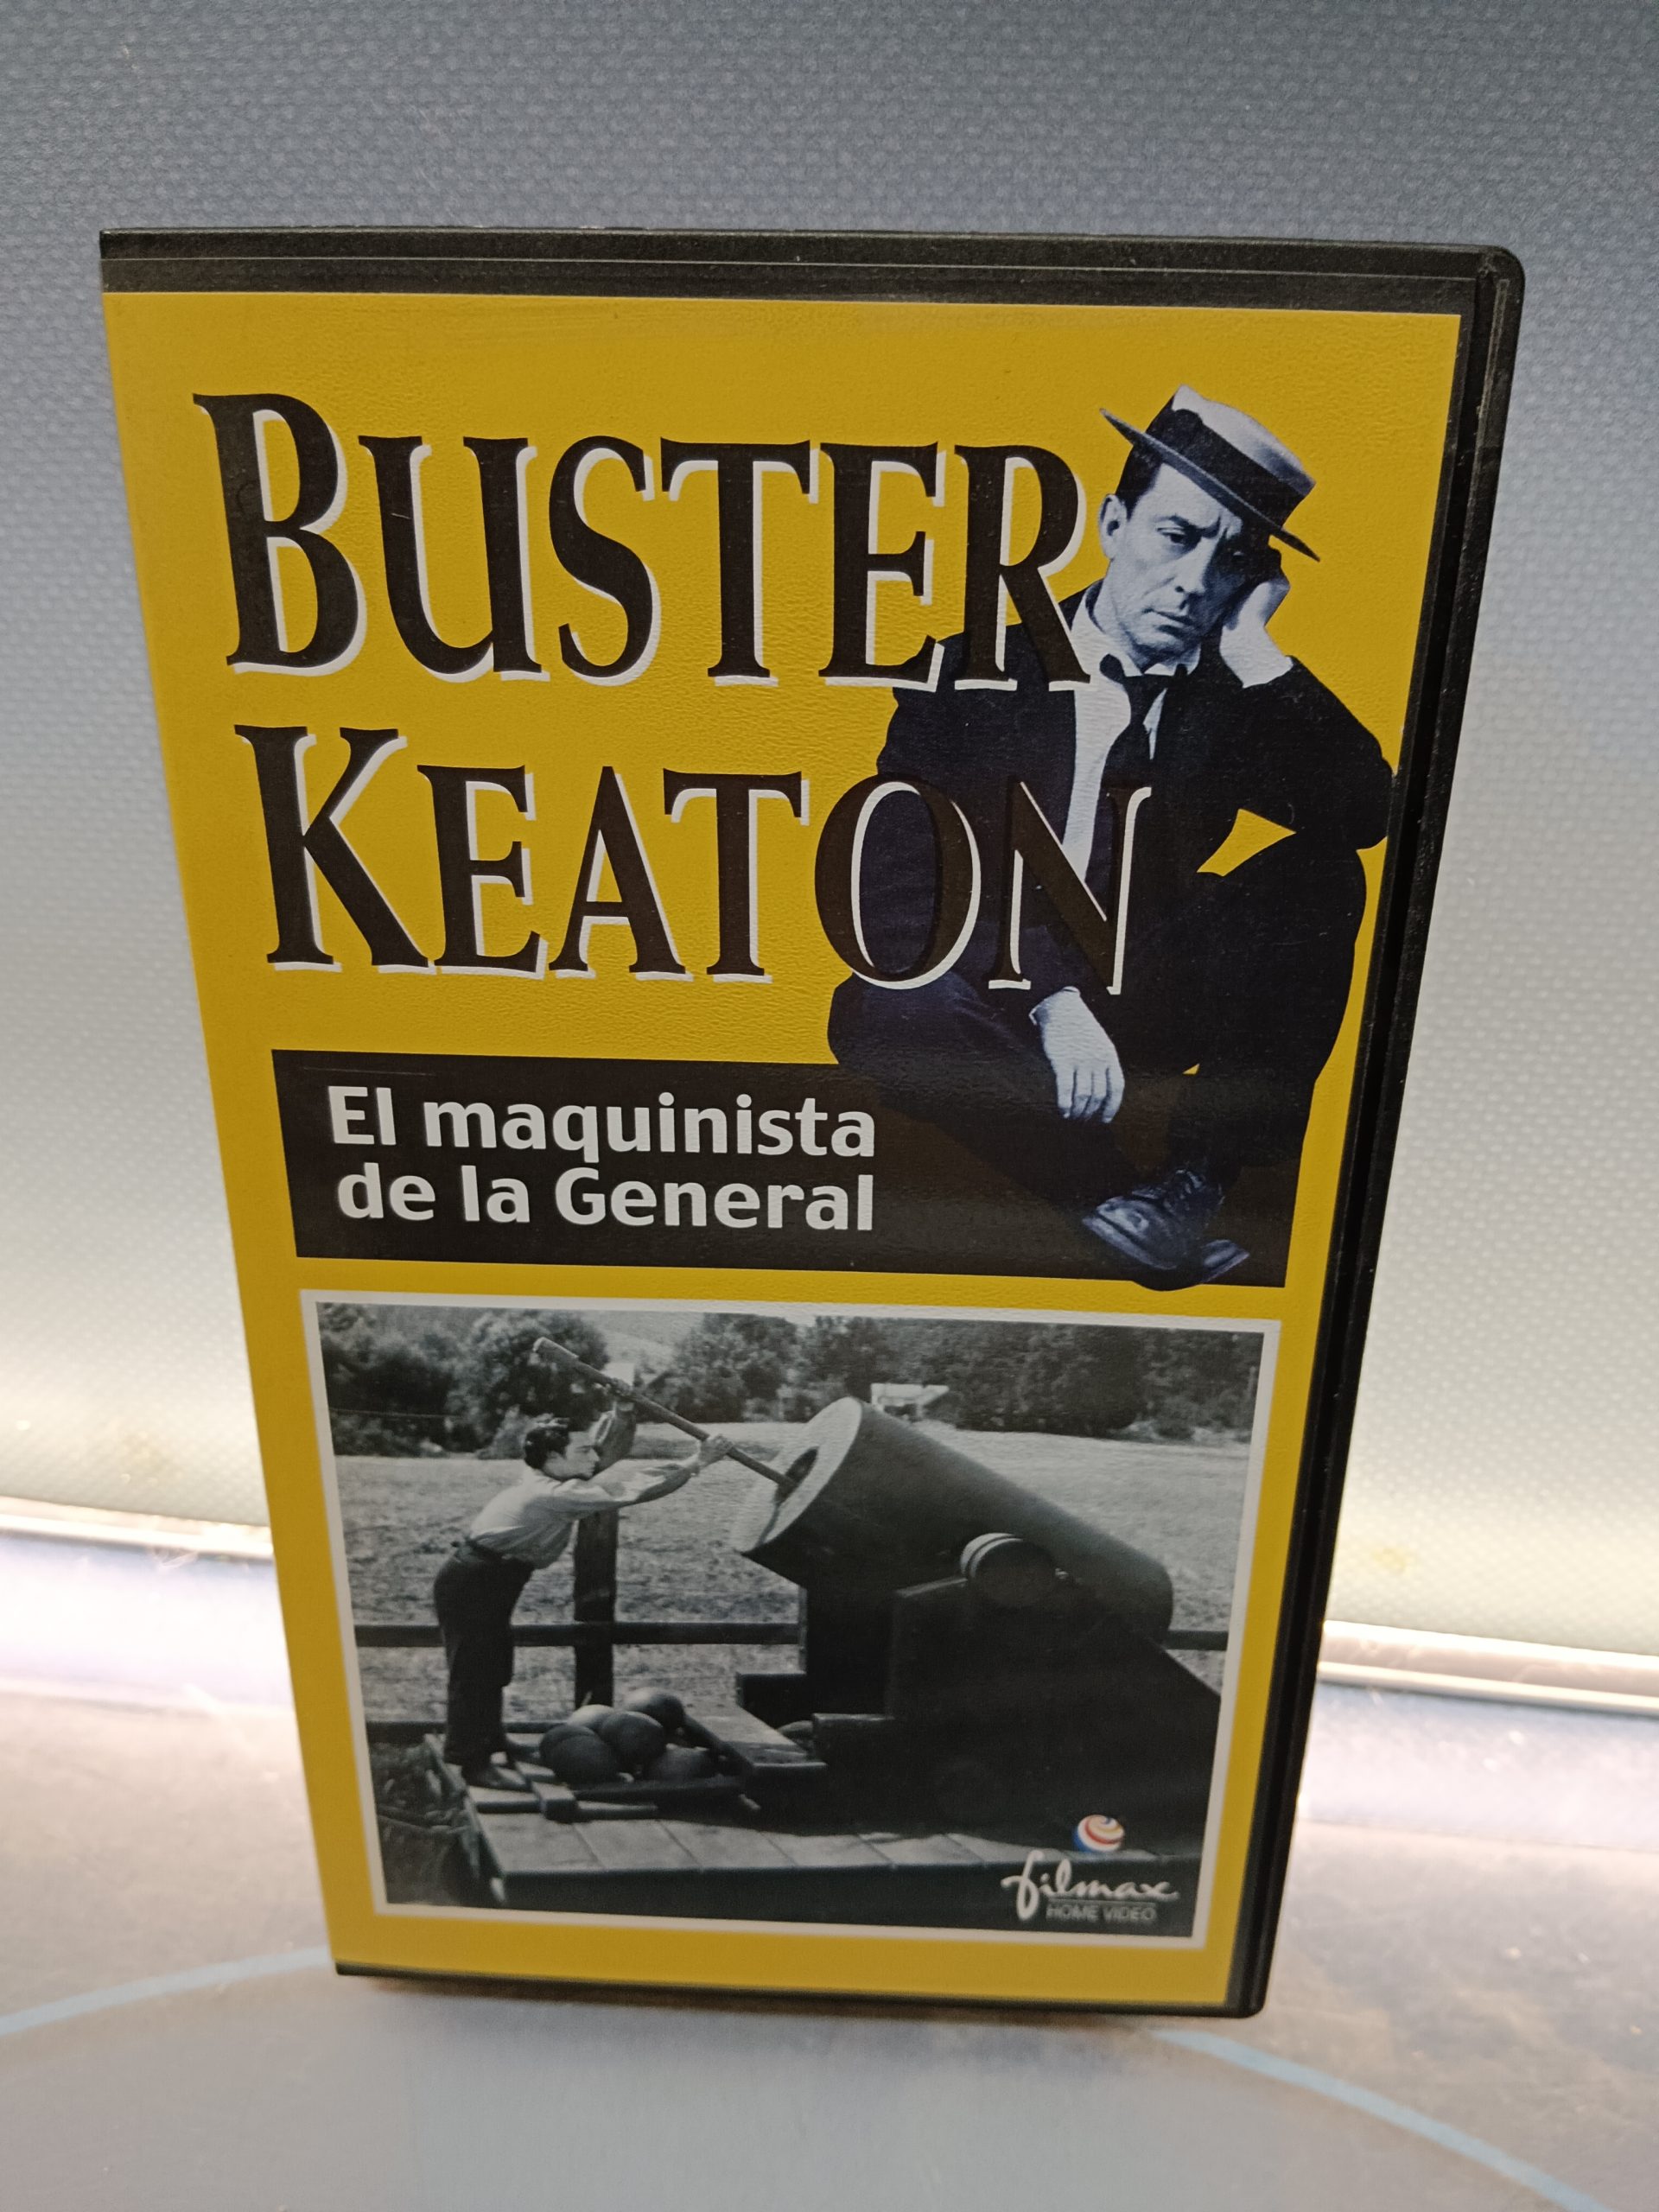 BUSTER
KEATON
El maquinista
de la General
filmax
HOME VIDEO